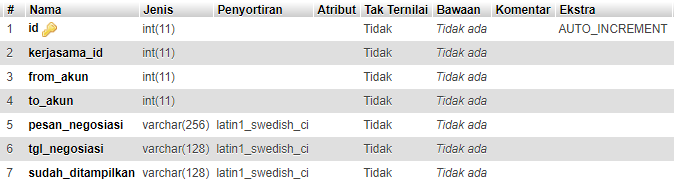 # Nama Jenis Penyortiran Atribut Tak Ternilai Bawaan Komentar Ekstra
1 id int(11) Tidak Tidak ada AUTO_INCREMENT
2 kerjasama_id int(11) Tidak Tidak ada
3 from_akun int(11) Tidak Tidak ada
4 to_akun int(11) Tidak Tidak ada
5 pesan_negosiasi varchar(256) latin1_swedish_ci Tidak Tidak ada
6 tgl_negosiasi varchar(128) latin1_swedish_ci Tidak Tidak ada
7 sudah_ditampilkan varchar(128) latin1_swedish_ci Tidak Tidak ada